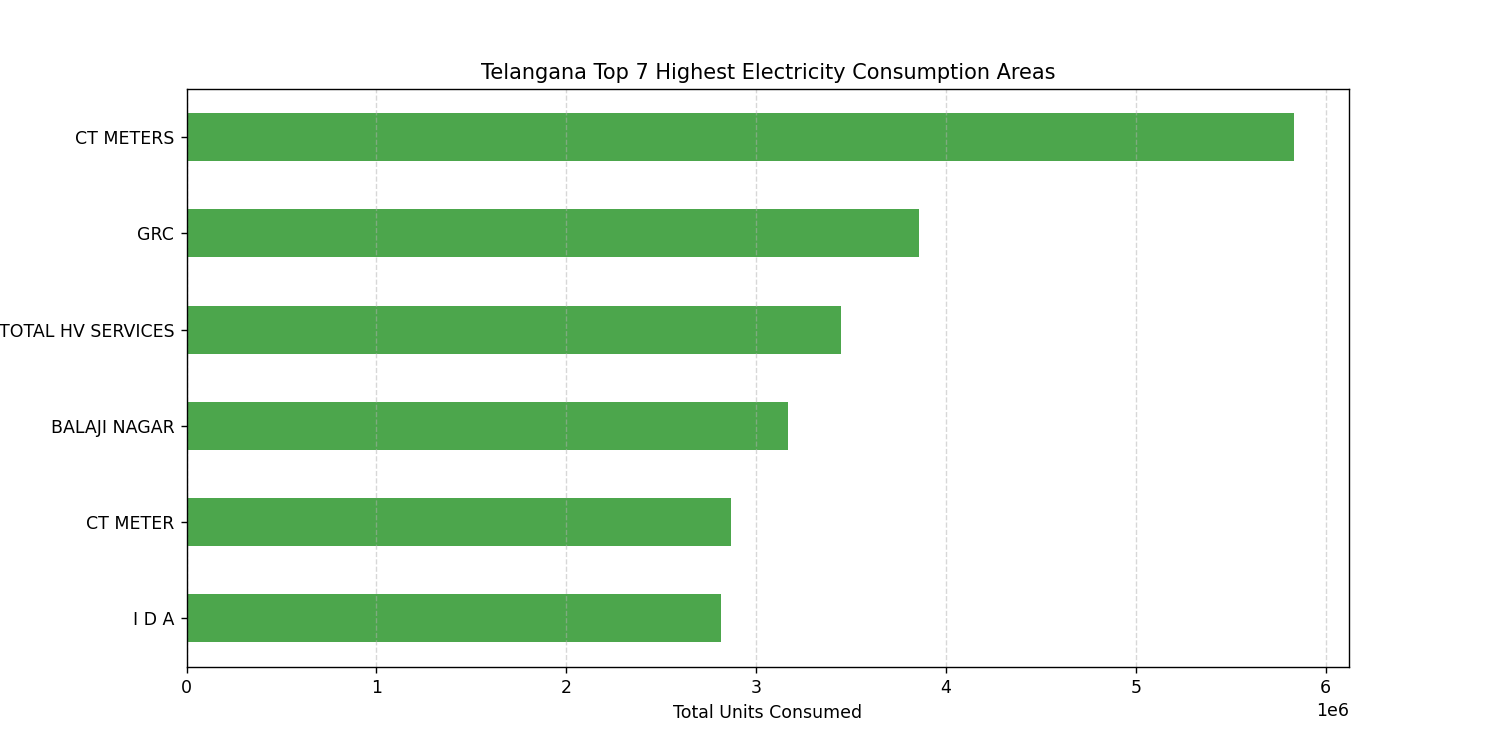 Telangana Top 7 Highest Electricity Consumption Areas
CT METERS
GRC
TOTAL HV SERVICES
BALAJI NAGAR
CT METER
I D A
0 1 2 3 4 5 6
1e6
Total Units Consumed